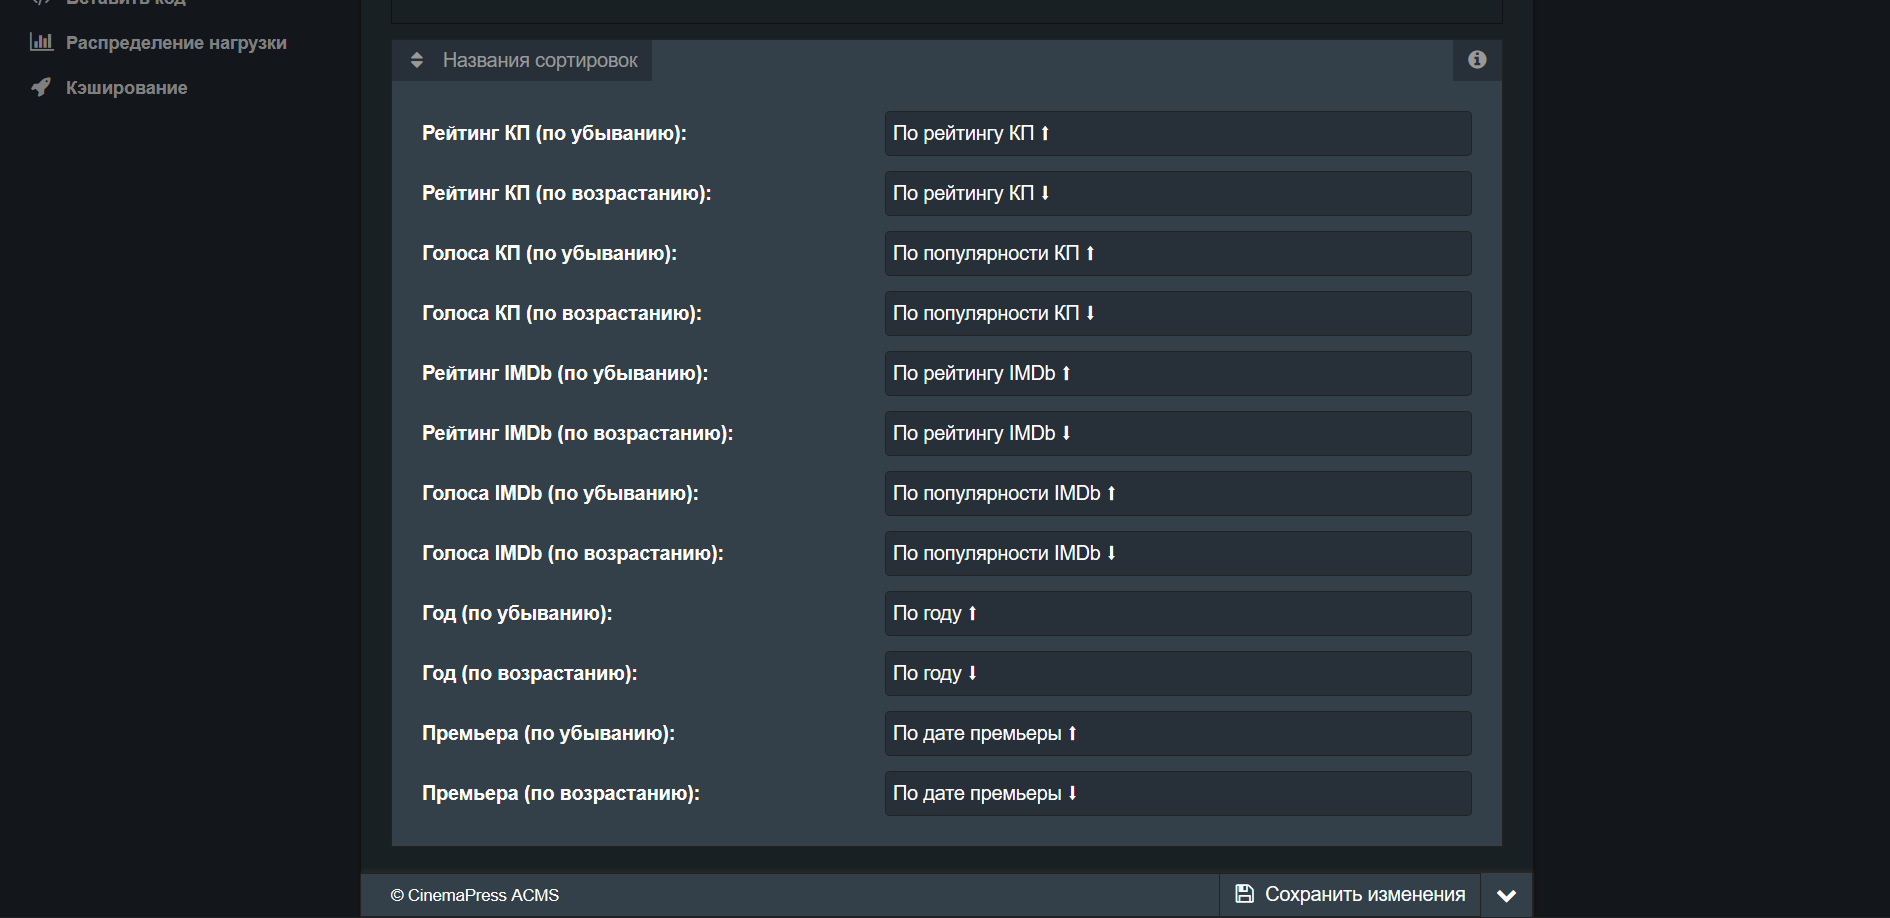 Вставить код
Распределение нагрузки
Кэширование
Названия сортировок
Рейтинг КП (по убыванию): По рейтингу КП ⬆
Рейтинг КП (по возрастанию): По рейтингу КП ⬇
Голоса КП (по убыванию): По популярности КП ⬆
Голоса КП (по возрастанию): По популярности КП ⬇
Рейтинг IMDb (по убыванию): По рейтингу IMDb ⬆
Рейтинг IMDb (по возрастанию): По рейтингу IMDb ⬇
Голоса IMDb (по убыванию): По популярности IMDb ⬆
Голоса IMDb (по возрастанию): По популярности IMDb ⬇
Год (по убыванию): По году ⬆
Год (по возрастанию): По году ⬇
Премьера (по убыванию): По дате премьеры ⬆
Премьера (по возрастанию): По дате премьеры ⬇
© CinemaPress ACMS
Сохранить изменения